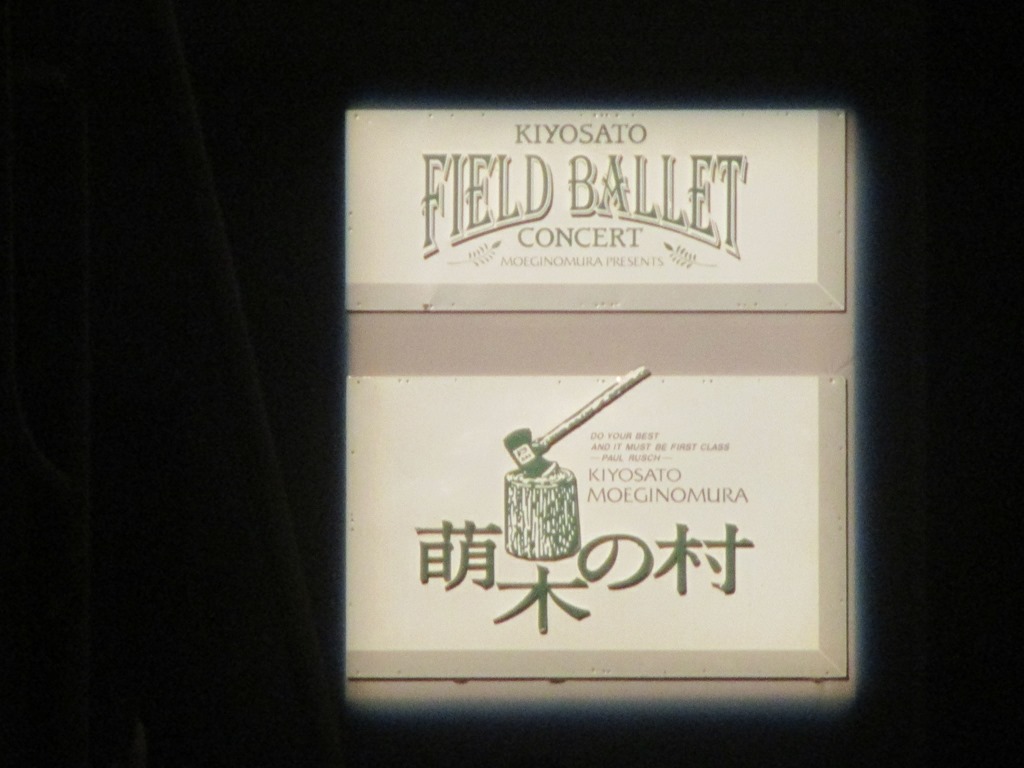 KIYOSATO
FIELD BALLET
CONCERT
MOEGINOMURA PRESENTS
DO YOUR BEST
AND IT MUST BE FIRST CLASS
—PAUL RUSCH—
KIYOSATO
MOEGINOMURA
萌木の村